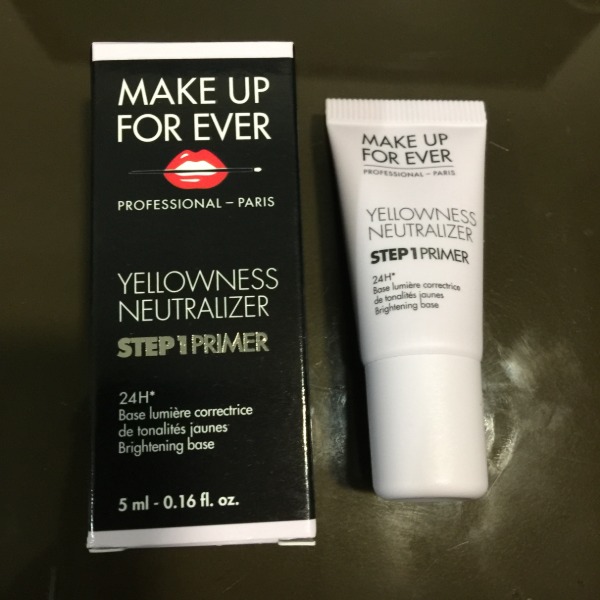 MAKE UP
FOR EVER
PROFESSIONAL – PARIS
YELLOWNESS
NEUTRALIZER
STEP 1 PRIMER
24H*
Base lumière correctrice
de tonalités jaunes
Brightening base
5 ml - 0.16 fl. oz.
MAKE UP
FOR EVER
PROFESSIONAL – PARIS
YELLOWNESS
NEUTRALIZER
STEP 1 PRIMER
24H*
Base lumière correctrice
de tonalités jaunes
Brightening base